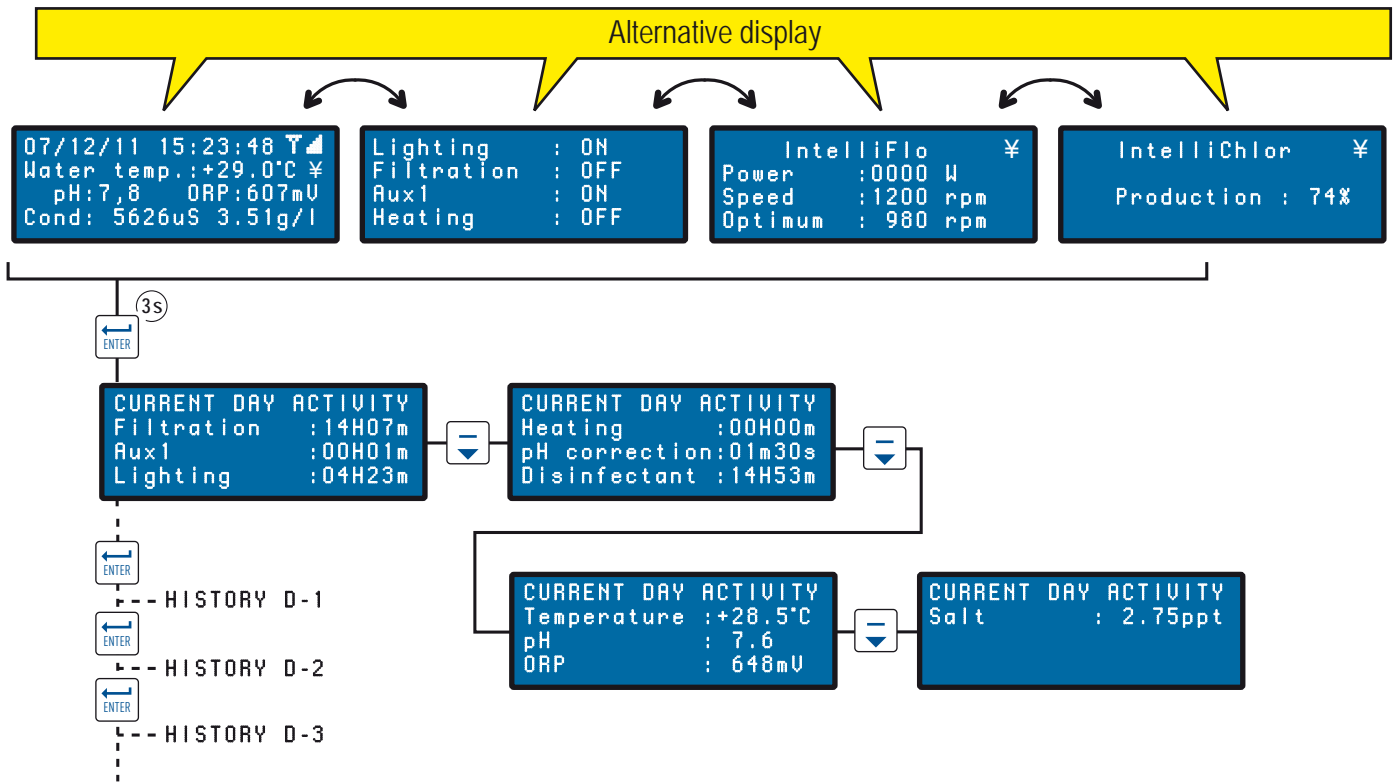 Alternative display
07/12/11 15:23:48
Water temp.:+29.0°C ¥
pH:7,8 ORP:607mV
Cond: 5626uS 3.51g/l
Lighting : ON
Filtration : OFF
Aux1 : ON
Heating : OFF
IntelliFlo ¥
Power :0000 W
Speed :1200 rpm
Optimum : 980 rpm
IntelliChlor ¥
Production : 74%
3s
ENTER
CURRENT DAY ACTIVITY
Filtration :14H07m
Aux1 :00H01m
Lighting :04H23m
CURRENT DAY ACTIVITY
Heating :00H00m
pH correction:01m30s
Disinfectant :14H53m
CURRENT DAY ACTIVITY
Temperature :+28.5°C
pH : 7.6
ORP : 648mV
CURRENT DAY ACTIVITY
Salt : 2.75ppt
ENTER
HISTORY D-1
ENTER
HISTORY D-2
ENTER
HISTORY D-3